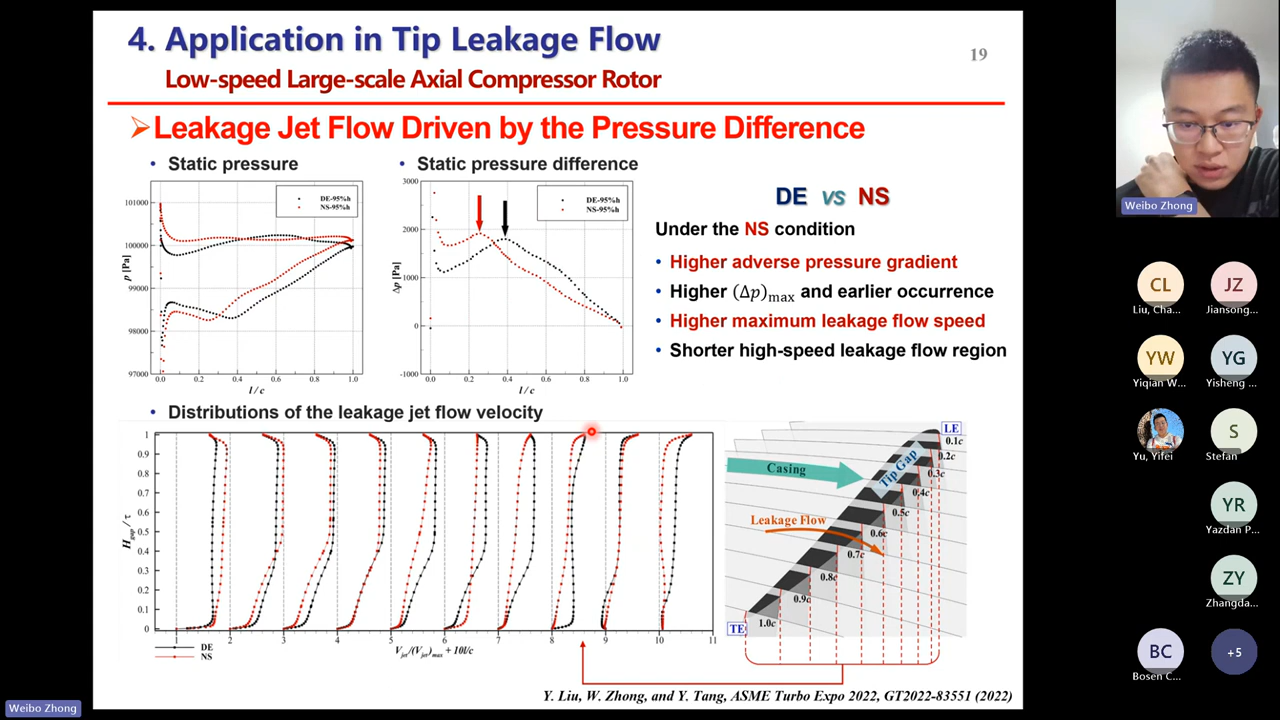 4. Application in Tip Leakage Flow
19
Low-speed Large-scale Axial Compressor Rotor
Leakage Jet Flow Driven by the Pressure Difference
• Static pressure
• Static pressure difference
101000
100000
99000
98000
97000
p [Pa]
DE-95%h
NS-95%h
0.0 0.2 0.4 0.6 0.8 1.0
l / c
3000
2000
1000
0
-1000
Δp [Pa]
DE-95%h
NS-95%h
0.0 0.2 0.4 0.6 0.8 1.0
l / c
DE VS NS
Under the NS condition
• Higher adverse pressure gradient
• Higher (Δp)max and earlier occurrence
• Higher maximum leakage flow speed
• Shorter high-speed leakage flow region
• Distributions of the leakage jet flow velocity
1
0.9
0.8
0.7
0.6
0.5
0.4
0.3
0.2
0.1
0
Hgap / τ
1 2 3 4 5 6 7 8 9 10 11
Vjet/(Vjet)max + 10l/c
DE
NS
LE
0.1c
0.2c
0.3c
0.4c
0.5c
0.6c
0.7c
0.8c
0.9c
1.0c
TE
Casing
Tip Gap
Leakage Flow
Y. Liu, W. Zhong, and Y. Tang, ASME Turbo Expo 2022, GT2022-83551 (2022)
Weibo Zhong
Weibo Zhong
CL
Liu, Cha...
JZ
Jiansong...
YW
Yiqian W...
YG
Yisheng ...
Yu, Yifei
S
Stefan
YR
Yazdan P...
ZY
Zhangda...
BC
Bosen C...
+5